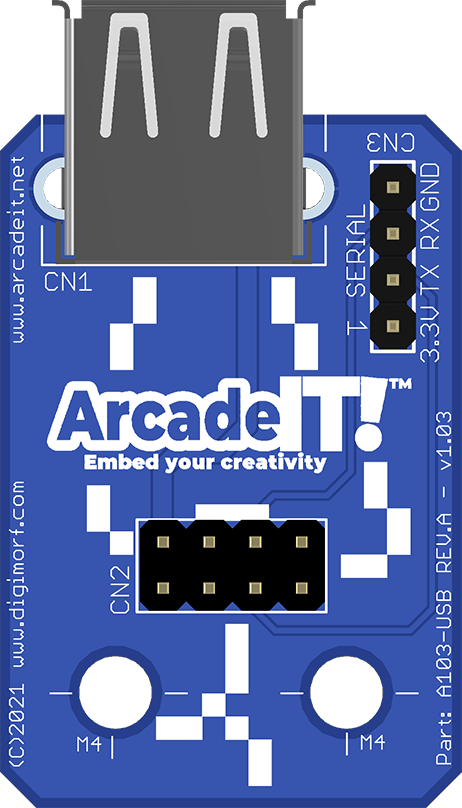 CN3
www.arcadeit.net
1 SERIAL
3.3V TX RX GND
CN1
ArcadeIT!™
Embed your creativity
CN2
(C)2021 www.digimorf.com
Part: A103-USB REV.A - v1.03
M4
M4